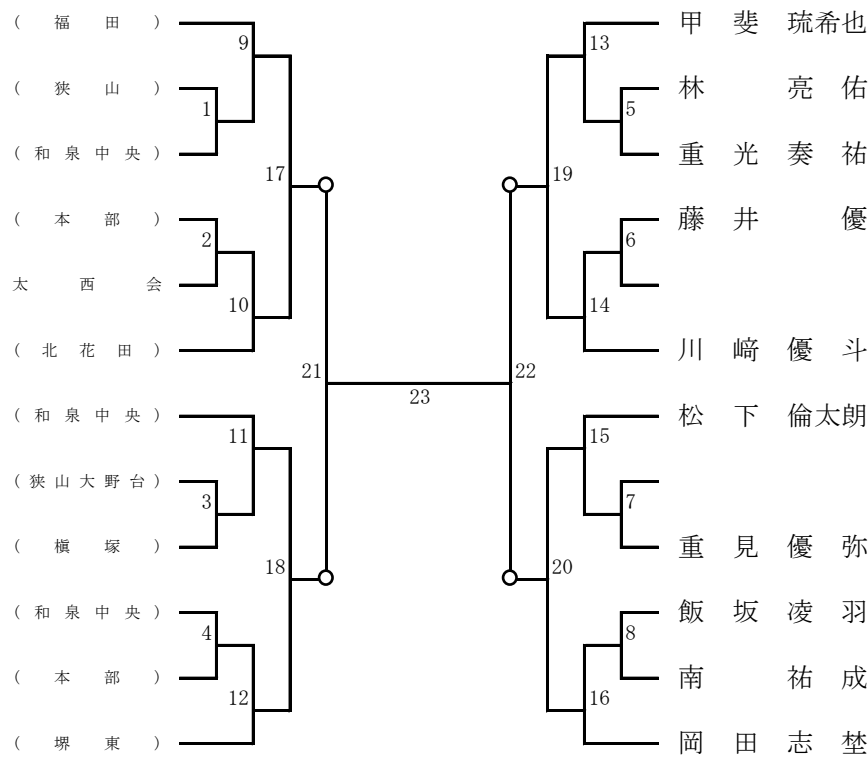 (福田)
9
(狭山)
1
(和泉中央)
17
(本部)
2
太西会
10
(北花田)
21
(和泉中央)
11
(狭山大野台)
3
(槇塚)
18
(和泉中央)
4
(本部)
12
(堺東)
23
甲斐琉希也
13
林亮佑
5
重光奏祐
19
藤井優
6
14
川﨑優斗
22
松下倫太朗
15
7
重見優弥
20
飯坂凌羽
8
南祐成
16
岡田志埜